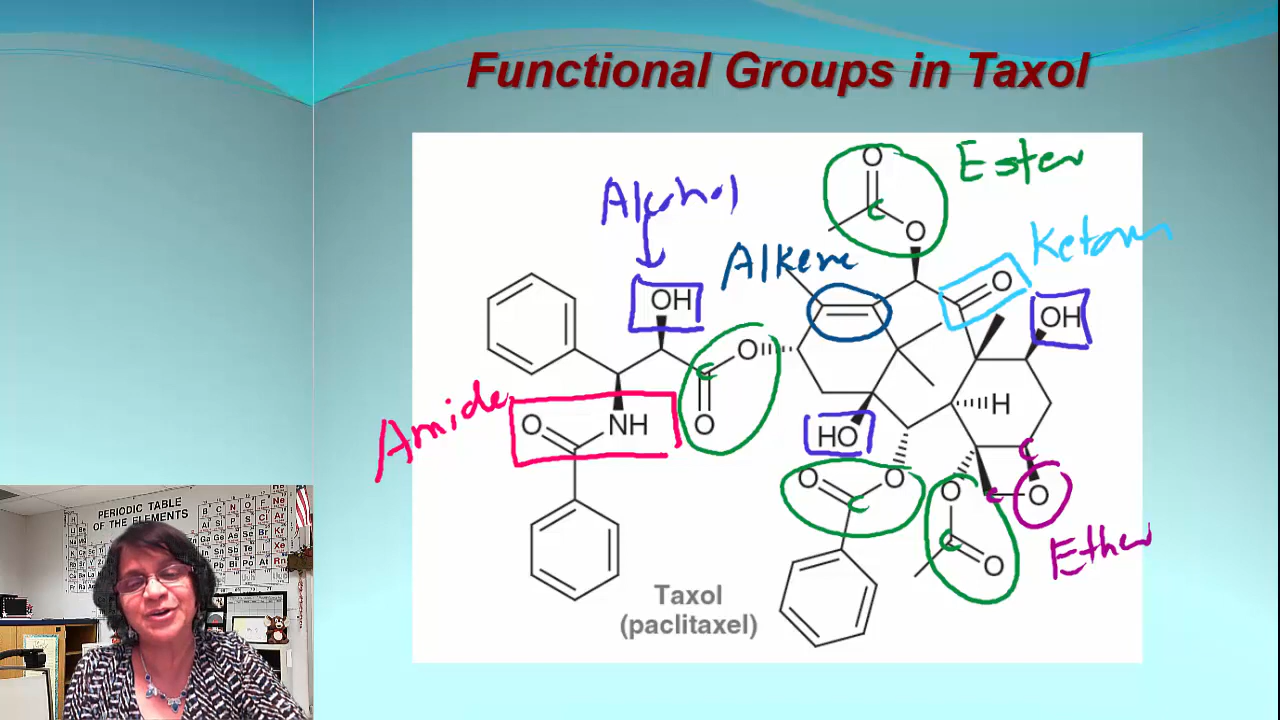 Functional Groups in Taxol
O
Ester
Alcohol
O
Ketone
Alkene
O
OH
OH
O
C
C
O
H
Amide
O
NH
O
HO
C
O
O
C
O
C
O
C
C
O
Ether
PERIODIC TABLE
OF THE ELEMENTS
Taxol
(paclitaxel)